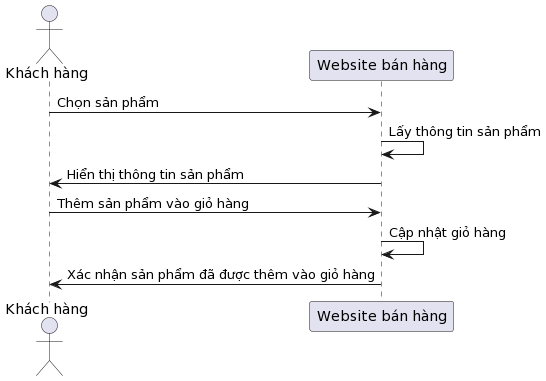 Khách hàng
Website bán hàng
Chọn sản phẩm
Lấy thông tin sản phẩm
Hiển thị thông tin sản phẩm
Thêm sản phẩm vào giỏ hàng
Cập nhật giỏ hàng
Xác nhận sản phẩm đã được thêm vào giỏ hàng
Khách hàng
Website bán hàng